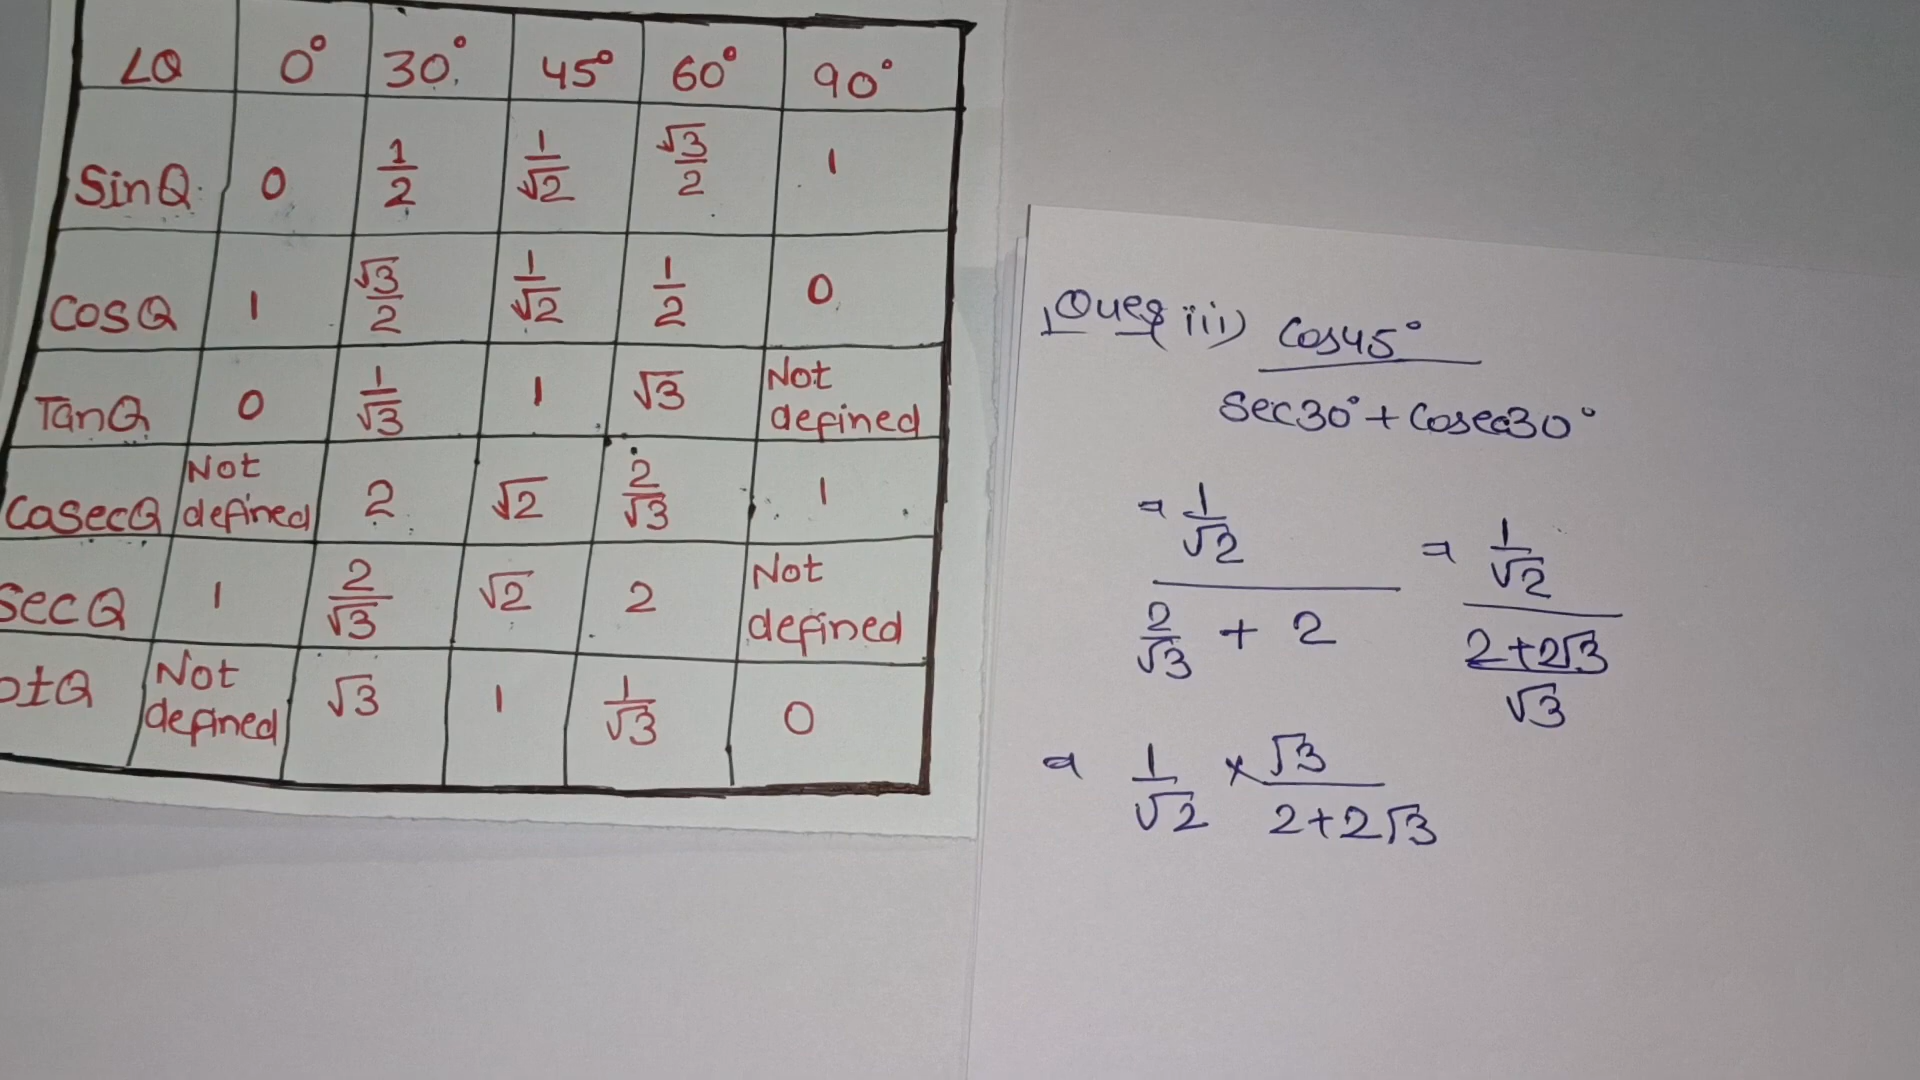 ∠Q 0° 30° 45° 60° 90°
SinQ 0 1/2 1/√2 √3/2 1
CosQ 1 √3/2 1/√2 1/2 0
TanQ 0 1/√3 1 √3 Not defined
CosecQ Not defined 2 √2 2/√3 1
SecQ 1 2/√3 √2 2 Not defined
otQ Not defined √3 1 1/√3 0
Ques iii) Cos45°
Sec30° + Cosec30°
= 1/√2
2/√3 + 2
= 1/√2
2+2√3
√3
= 1/√2 × √3
2+2√3